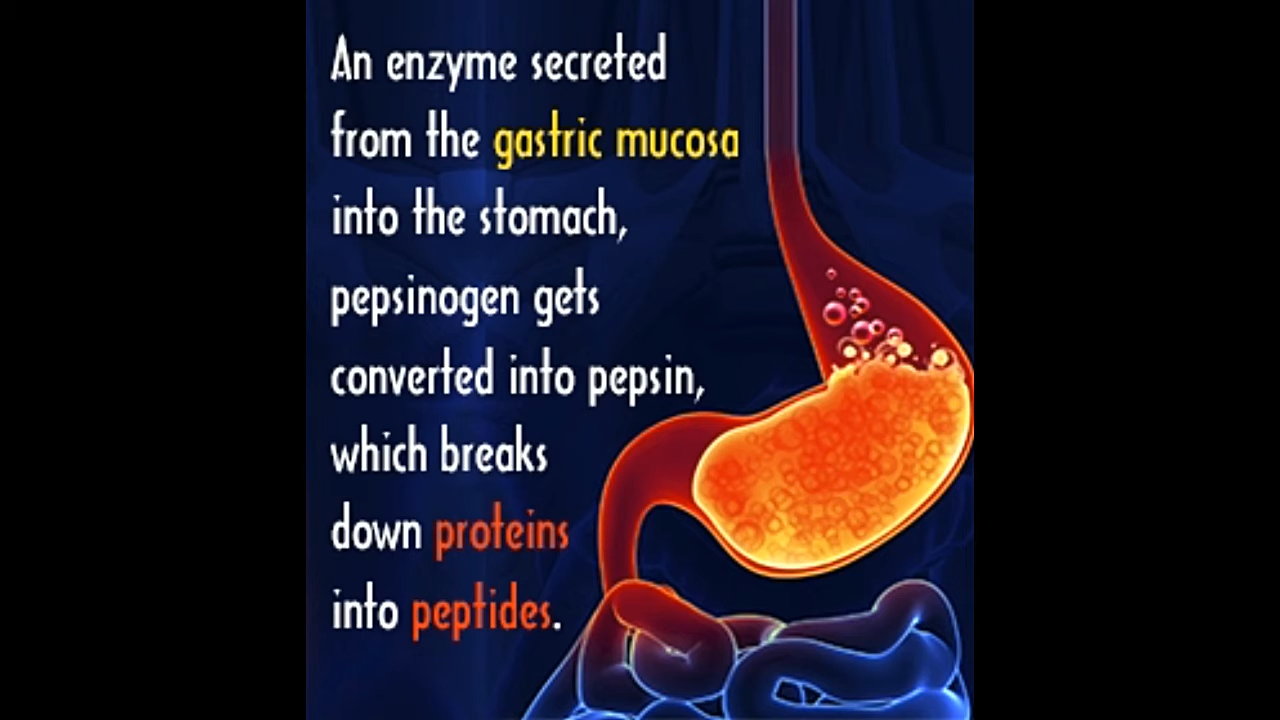 An enzyme secreted
from the gastric mucosa
into the stomach,
pepsinogen gets
converted into pepsin,
which breaks
down proteins
into peptides.